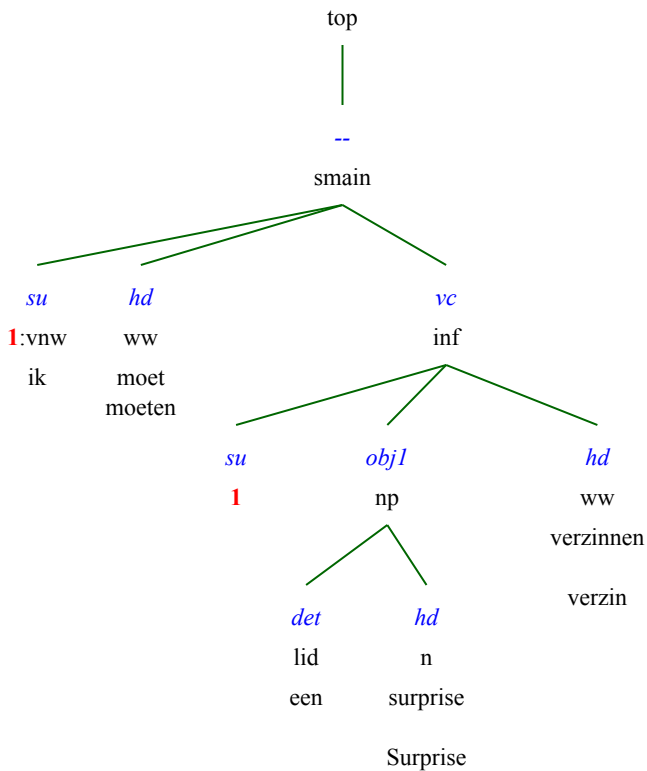 top
--
smain
su hd vc
1:vnw ww inf
ik moet
moeten
su obj1 hd
1 np ww
verzinnen
verzin
det hd
lid n
een surprise
Surprise